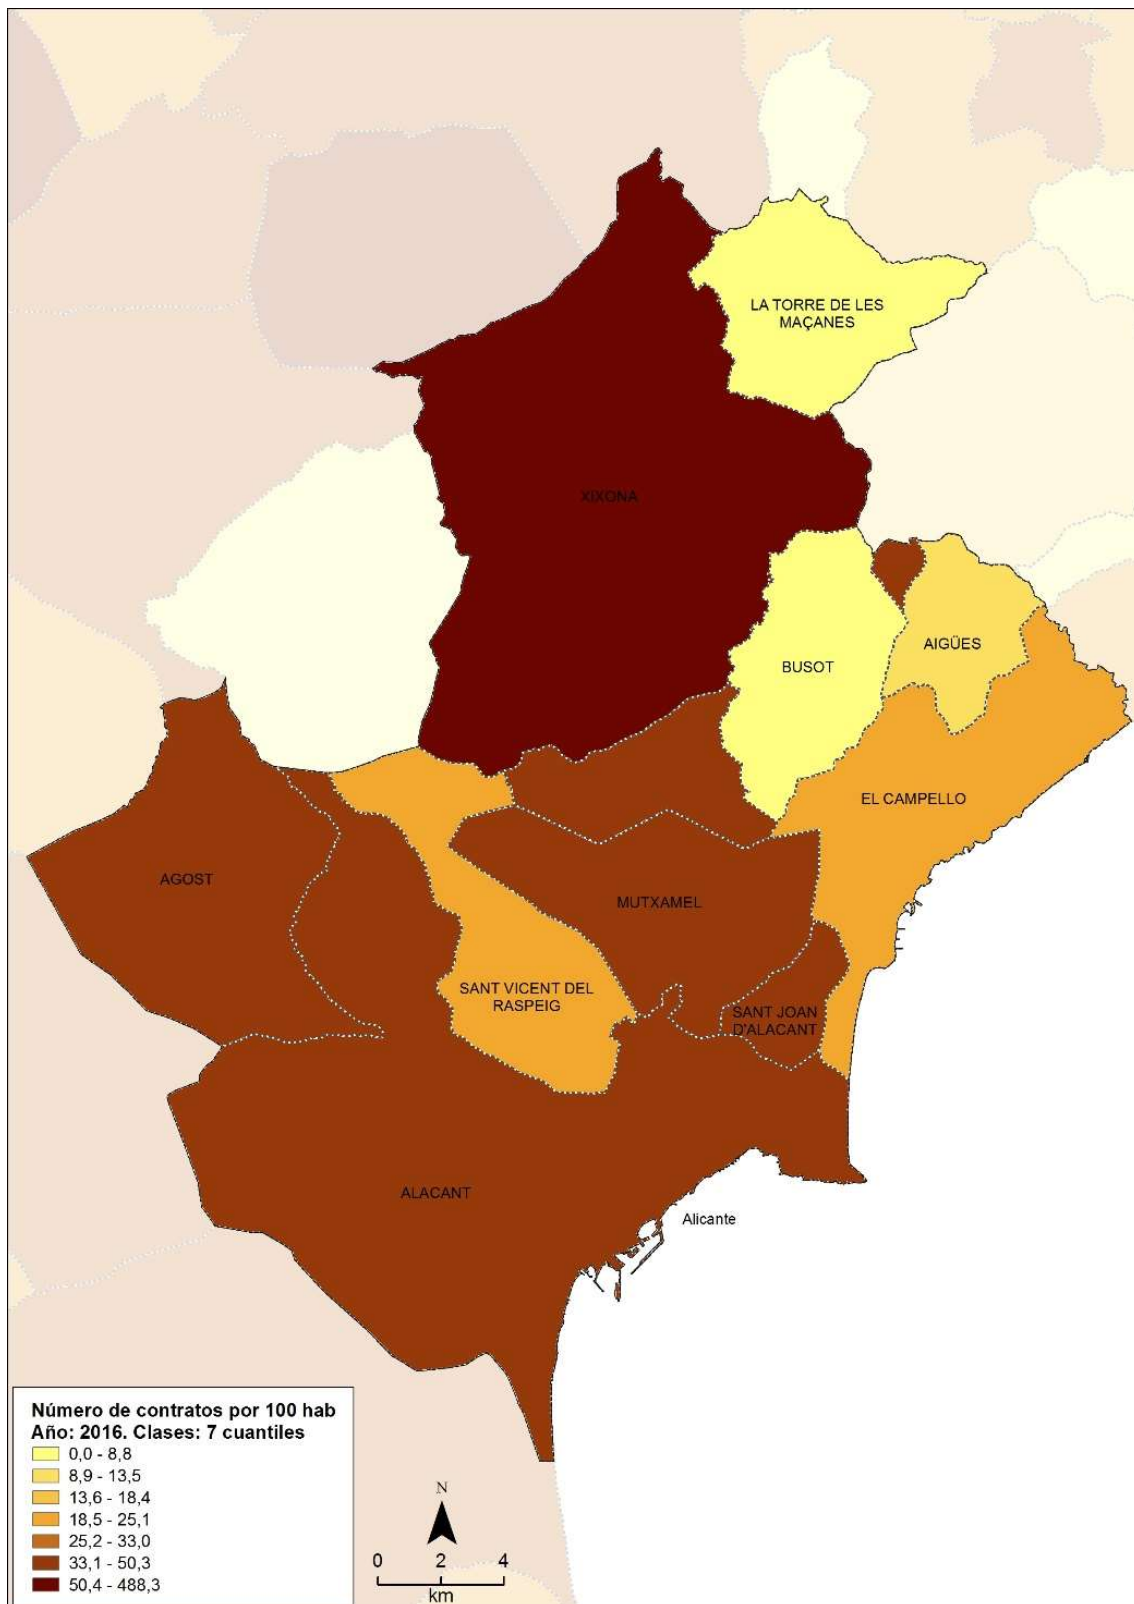 LA TORRE DE LES
MAÇANES
XIXONA
AIGÜES
BUSOT
EL CAMPELLO
AGOST
MUTXAMEL
SANT VICENT DEL
RASPEIG
SANT JOAN
D'ALACANT
ALACANT
Alicante
Número de contratos por 100 hab
Año: 2016. Clases: 7 cuantiles
0,0 - 8,8
8,9 - 13,5
13,6 - 18,4
18,5 - 25,1
25,2 - 33,0
33,1 - 50,3
50,4 - 488,3
N
0 2 4
km